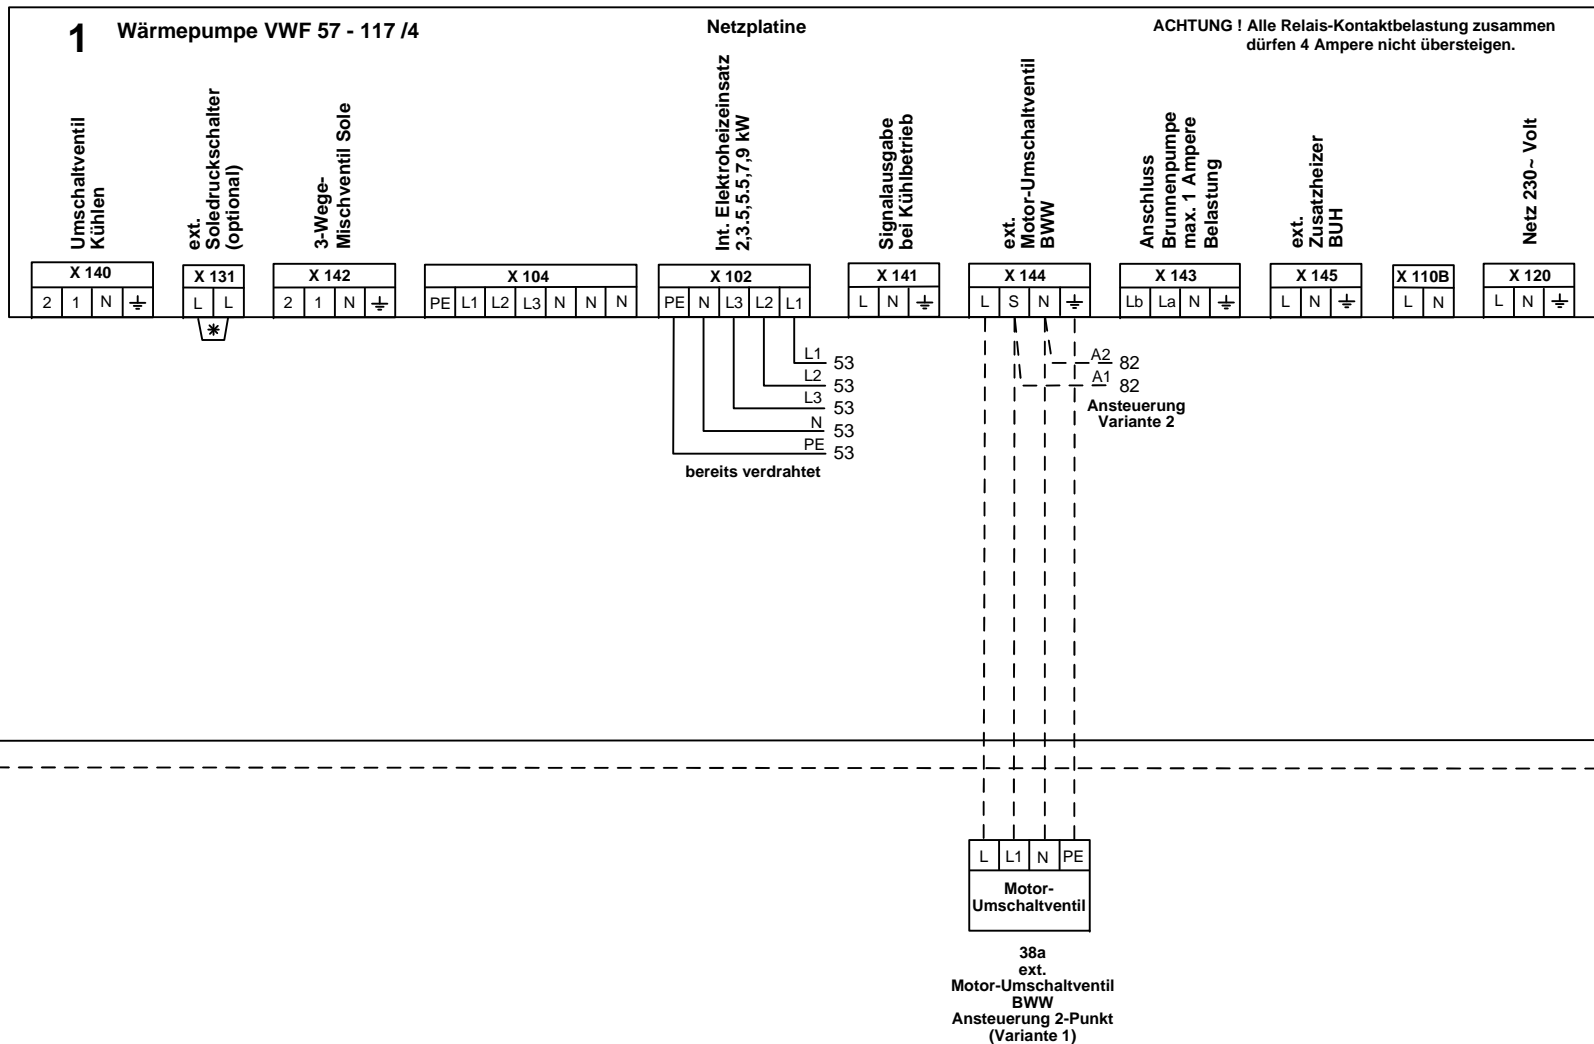 1
Wärmepumpe VWF 57 - 117 /4
Netzplatine
ACHTUNG ! Alle Relais-Kontaktbelastung zusammen
dürfen 4 Ampere nicht übersteigen.
Umschaltventil
Kühlen
ext.
Soledruckschalter
(optional)
3-Wege-
Mischventil Sole
Int. Elektroheizeinsatz
2,3.5,5.5,7,9 kW
Signalausgabe
bei Kühlbetrieb
ext.
Motor-Umschaltventil
BWW
Anschluss
Brunnenpumpe
max. 1 Ampere
Belastung
ext.
Zusatzheizer
BUH
Netz 230~ Volt
X 140
X 131
X 142
X 104
X 102
X 141
X 144
X 143
X 145
X 110B
X 120
2 1 N
L L
2 1 N
PE L1 L2 L3 N N N
PE N L3 L2 L1
L N
L S N
Lb La N
L N
L N
L N
*
L1 53
L2 53
L3 53
N 53
PE 53
bereits verdrahtet
A2 82
A1 82
Ansteuerung
Variante 2
L L1 N PE
Motor-
Umschaltventil
38a
ext.
Motor-Umschaltventil
BWW
Ansteuerung 2-Punkt
(Variante 1)